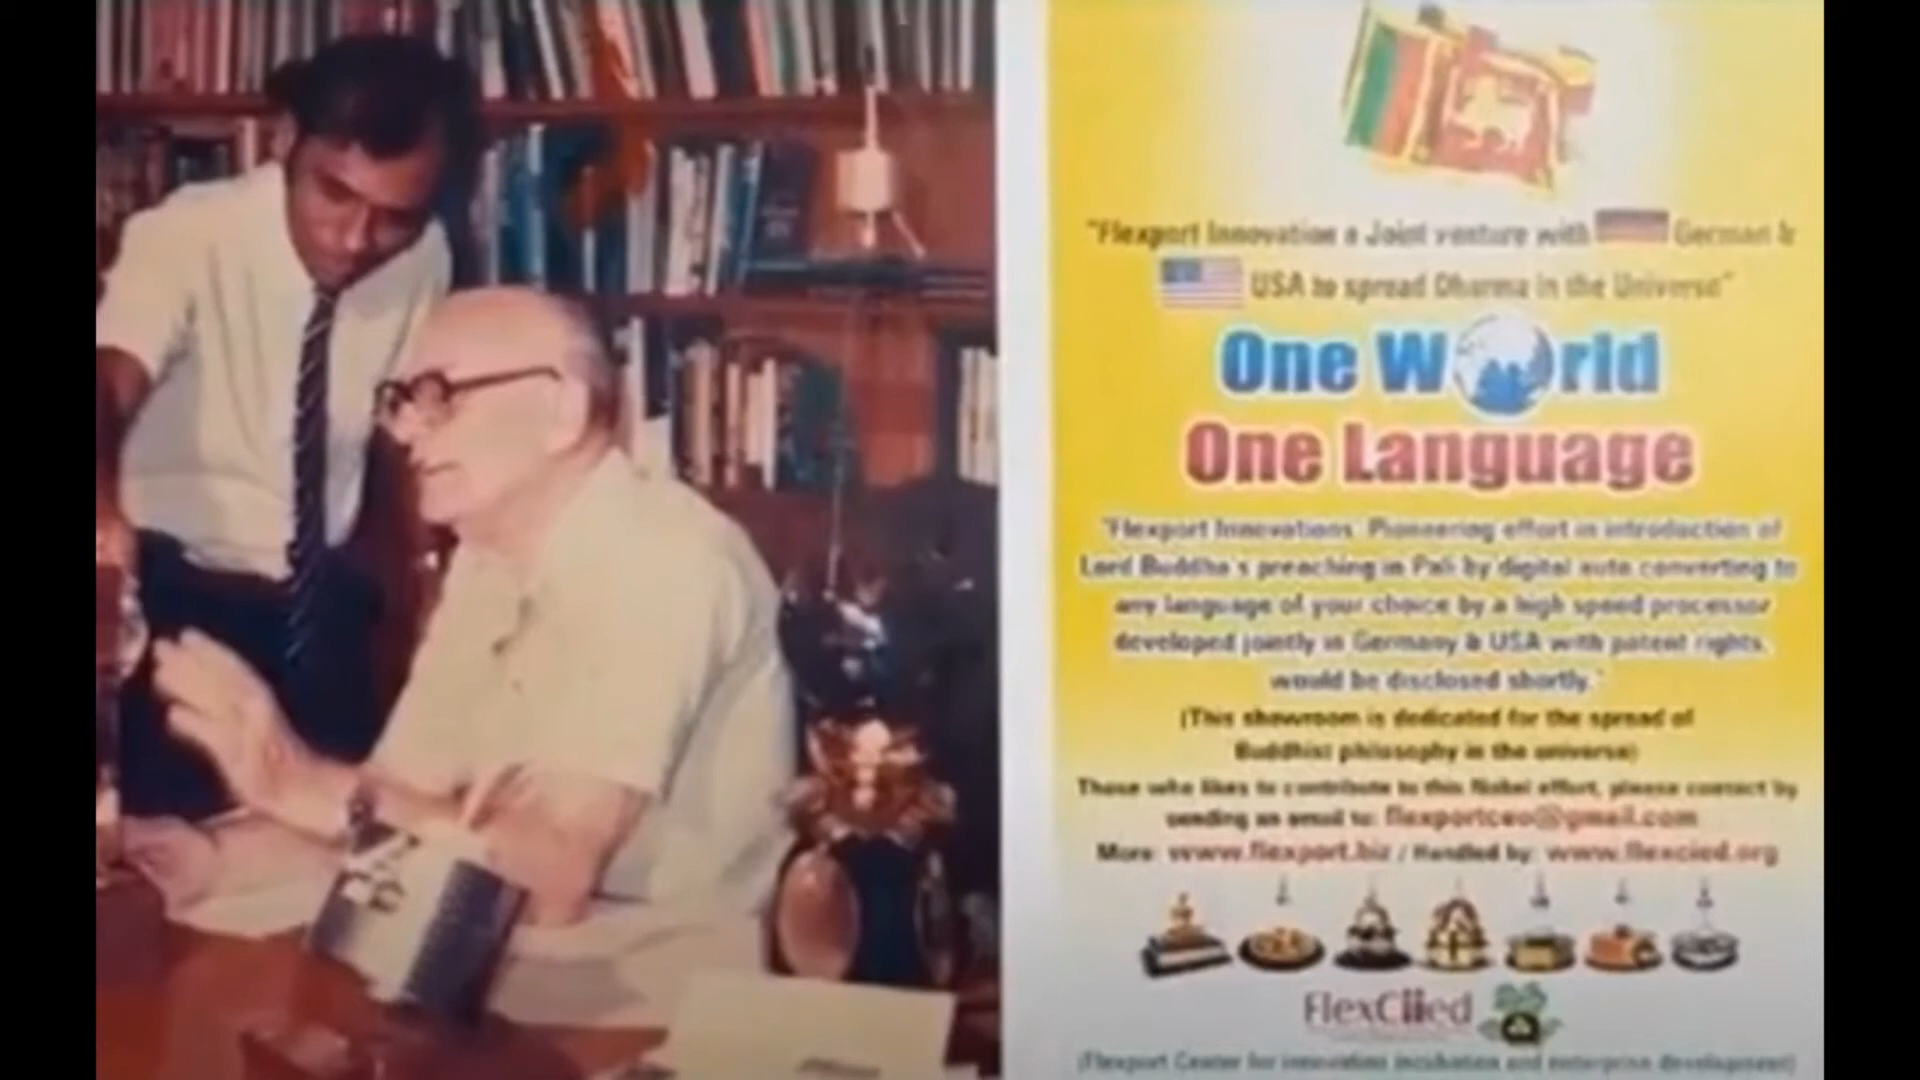 "Flexport Innovation a Joint venture with German &
USA to spread Dharma in the Universe"
One World
One Language
"Flexport Innovations' Pioneering effort in introduction of
Lord Buddha's preaching in Pali by digital auto converting to
any language of your choice by a high speed processor
developed jointly in Germany & USA with patent rights,
would be disclosed shortly."
(This showroom is dedicated for the spread of
Buddhist philosophy in the universe)
Those who likes to contribute to this Nobel effort, please contact by
sending an email to: flexportceo@gmail.com
More: www.flexport.biz / Handled by: www.flexcied.org
FlexCiied
(Flexport Center for innovation incubation and enterprise development)